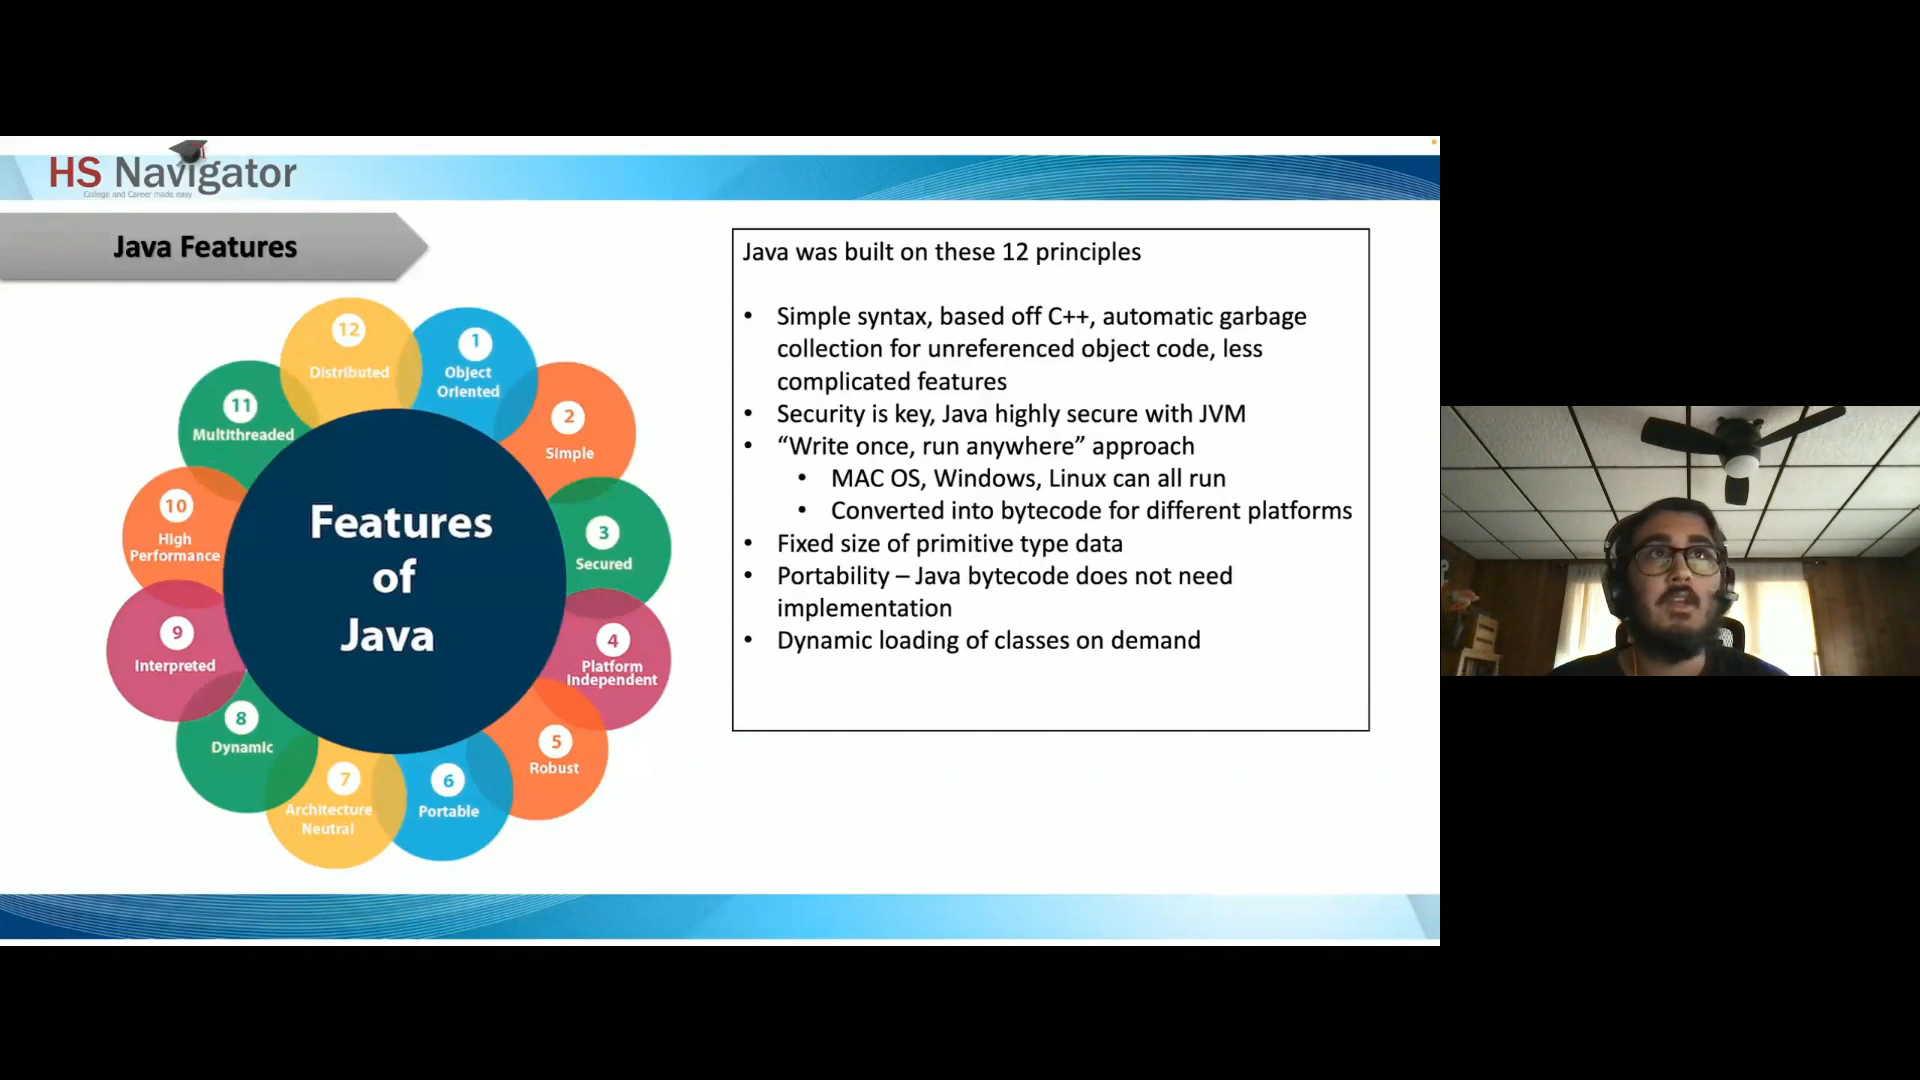 HS Navigator
College and Career made easy
Java Features
12
Distributed
1
Object
Oriented
2
Simple
3
Secured
4
Platform
Independent
5
Robust
6
Portable
7
Architecture
Neutral
8
Dynamic
9
Interpreted
10
High
Performance
11
Multithreaded
Features
of
Java
Java was built on these 12 principles
• Simple syntax, based off C++, automatic garbage
collection for unreferenced object code, less
complicated features
• Security is key, Java highly secure with JVM
• “Write once, run anywhere” approach
• MAC OS, Windows, Linux can all run
• Converted into bytecode for different platforms
• Fixed size of primitive type data
• Portability – Java bytecode does not need
implementation
• Dynamic loading of classes on demand